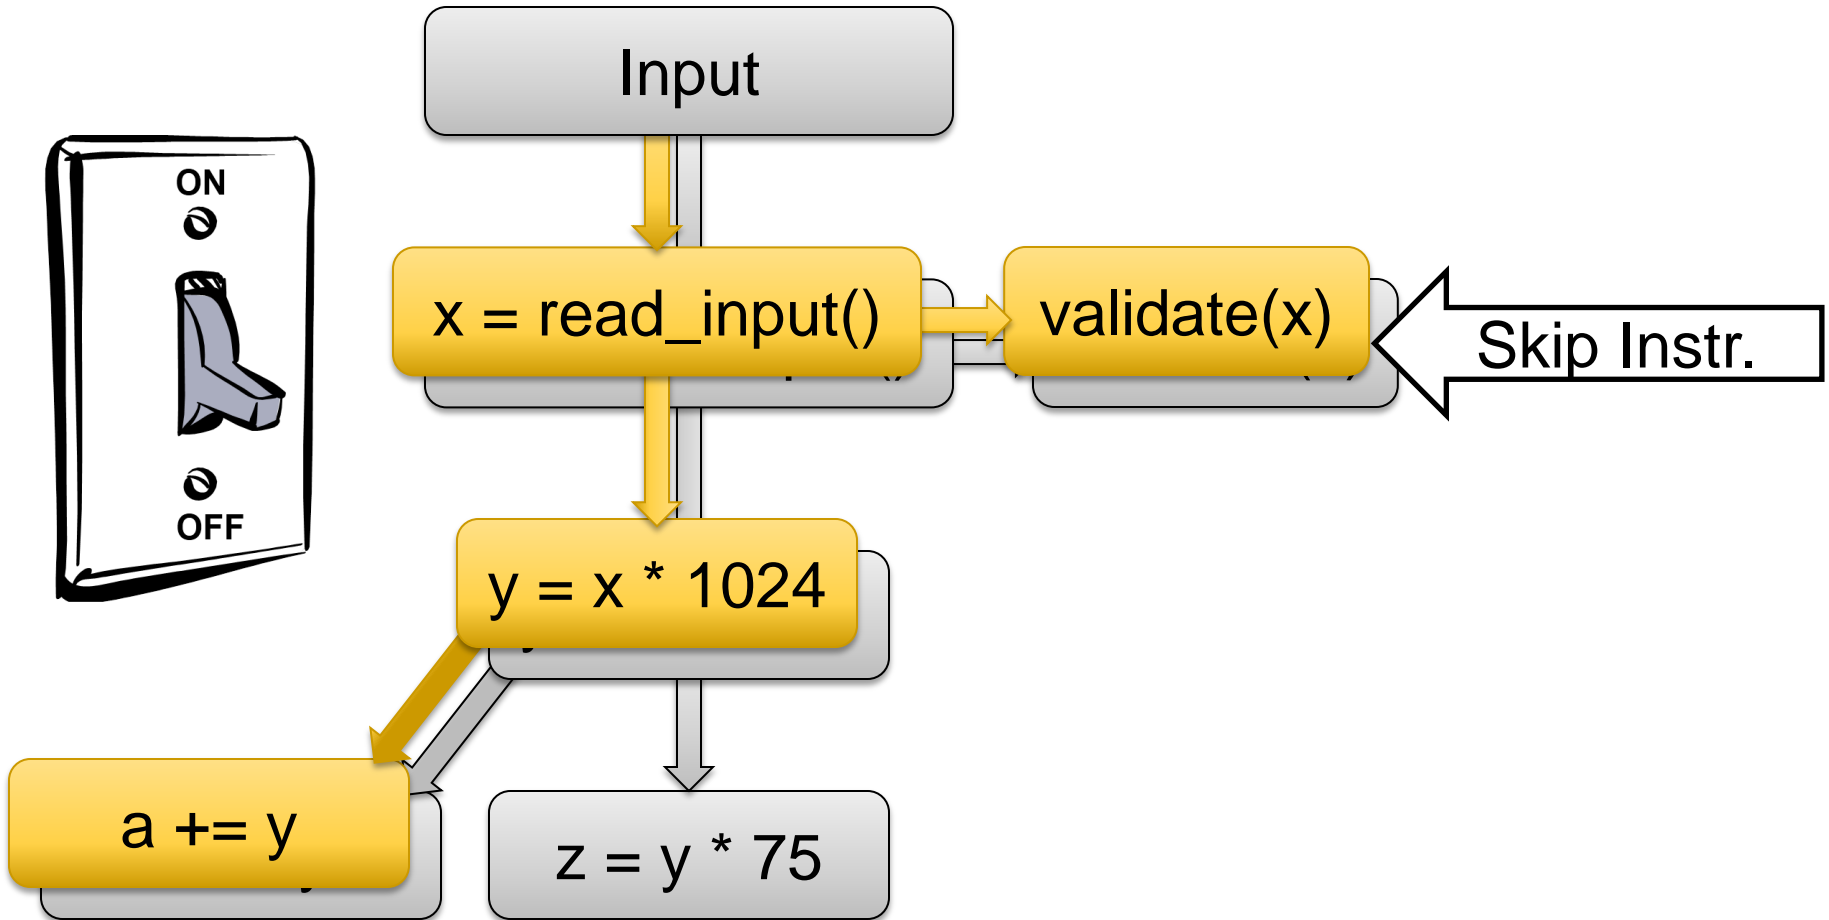 Input
ON
x = read_input()
validate(x)
Skip Instr.
OFF
y = x * 1024
a += y
z = y * 75